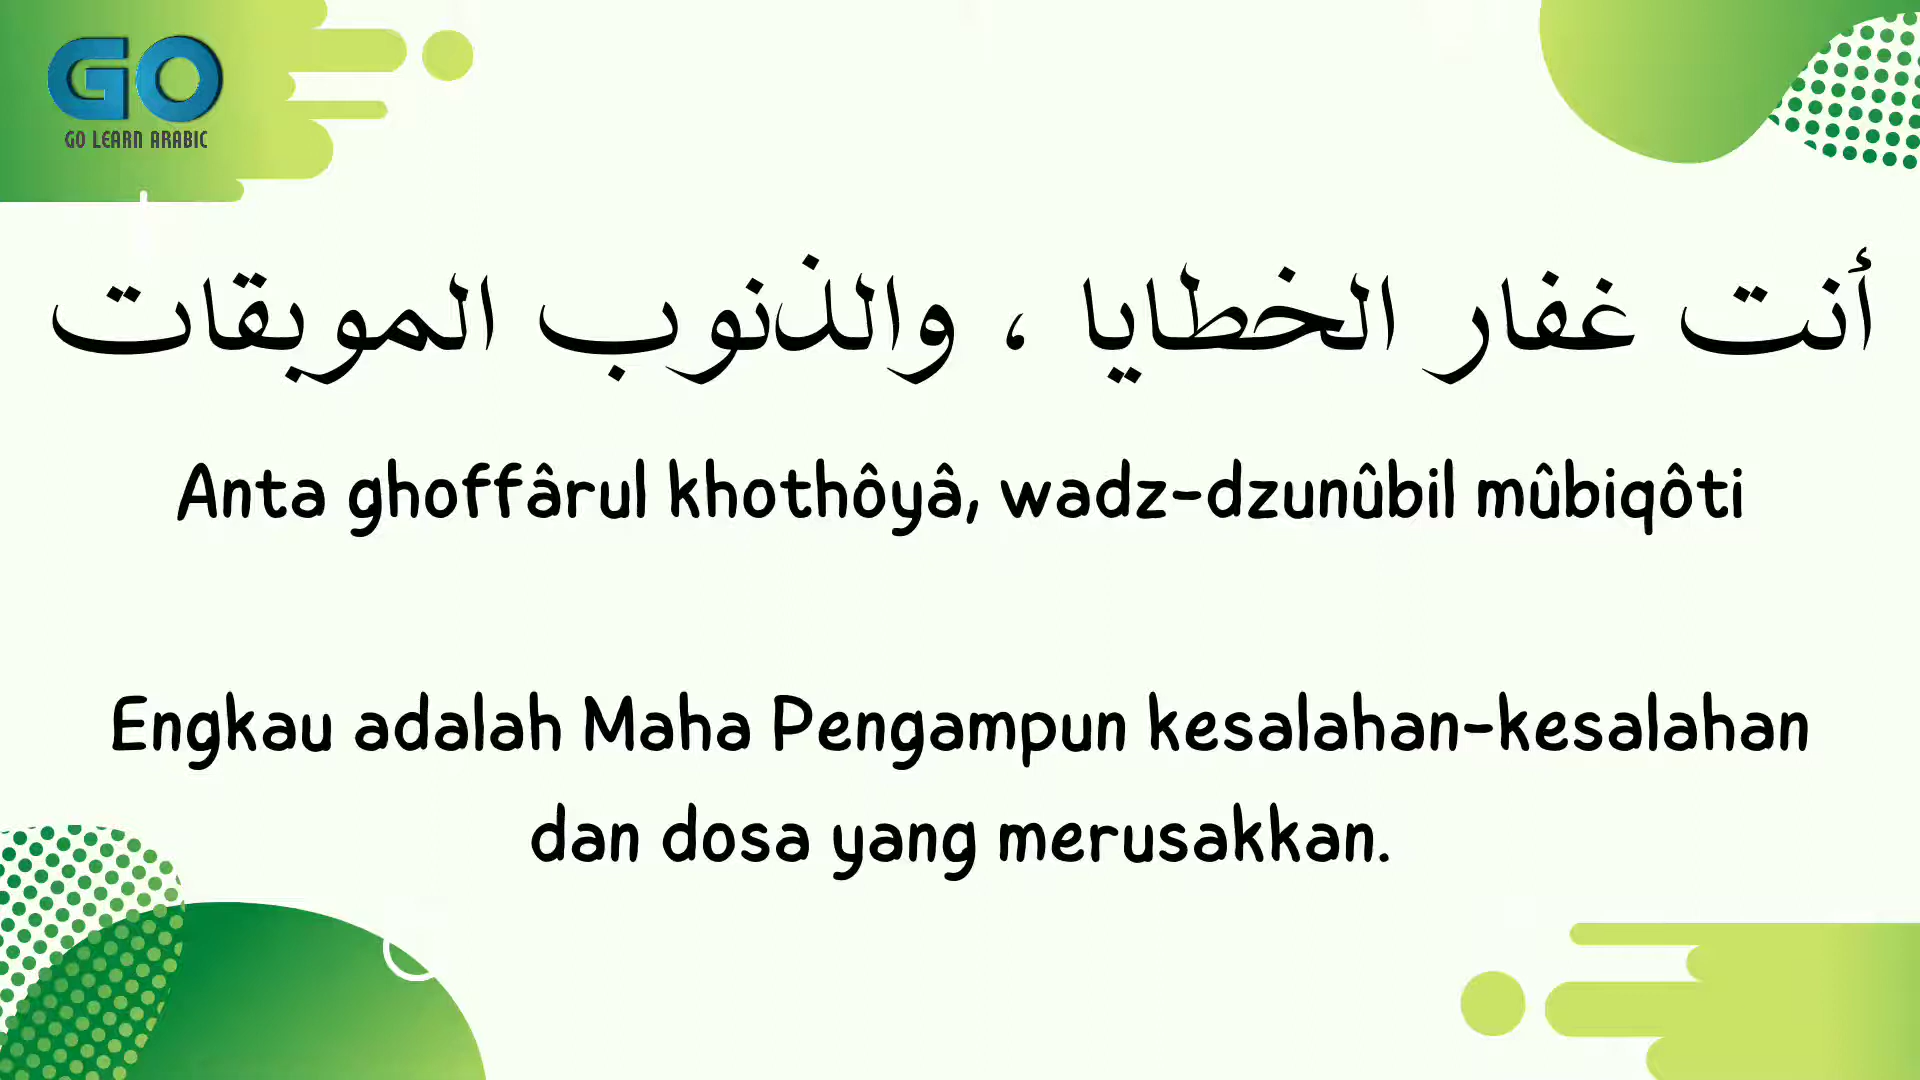 GO
GO LEARN ARABIC
أنت غفار الخطايا ، والذنوب الموبقات
Anta ghoffârul khothôyâ, wadz-dzunûbil mûbiqôti
Engkau adalah Maha Pengampun kesalahan-kesalahan
dan dosa yang merusakkan.